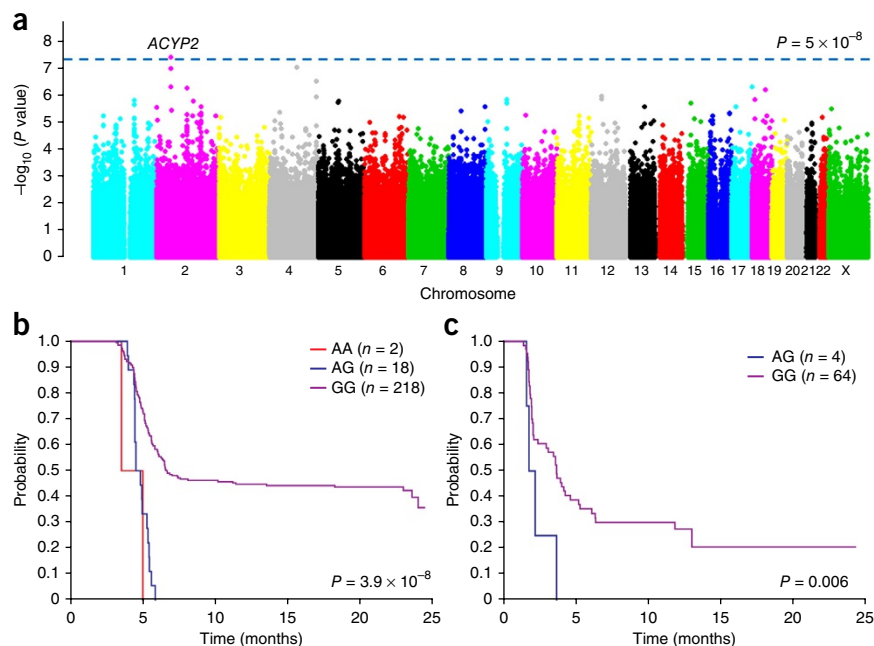 a
ACYP2
P = 5 × 10⁻⁸
8
7
6
5
4
3
2
1
0
–log₁₀ (P value)
1 2 3 4 5 6 7 8 9 10 11 12 13 14 15 16 17 18 19 20 21 22 X
Chromosome
b
1.0
0.9
0.8
0.7
0.6
0.5
0.4
0.3
0.2
0.1
0
Probability
AA (n = 2)
AG (n = 18)
GG (n = 218)
P = 3.9 × 10⁻⁸
0 5 10 15 20 25
Time (months)
c
1.0
0.9
0.8
0.7
0.6
0.5
0.4
0.3
0.2
0.1
0
Probability
AG (n = 4)
GG (n = 64)
P = 0.006
0 5 10 15 20 25
Time (months)